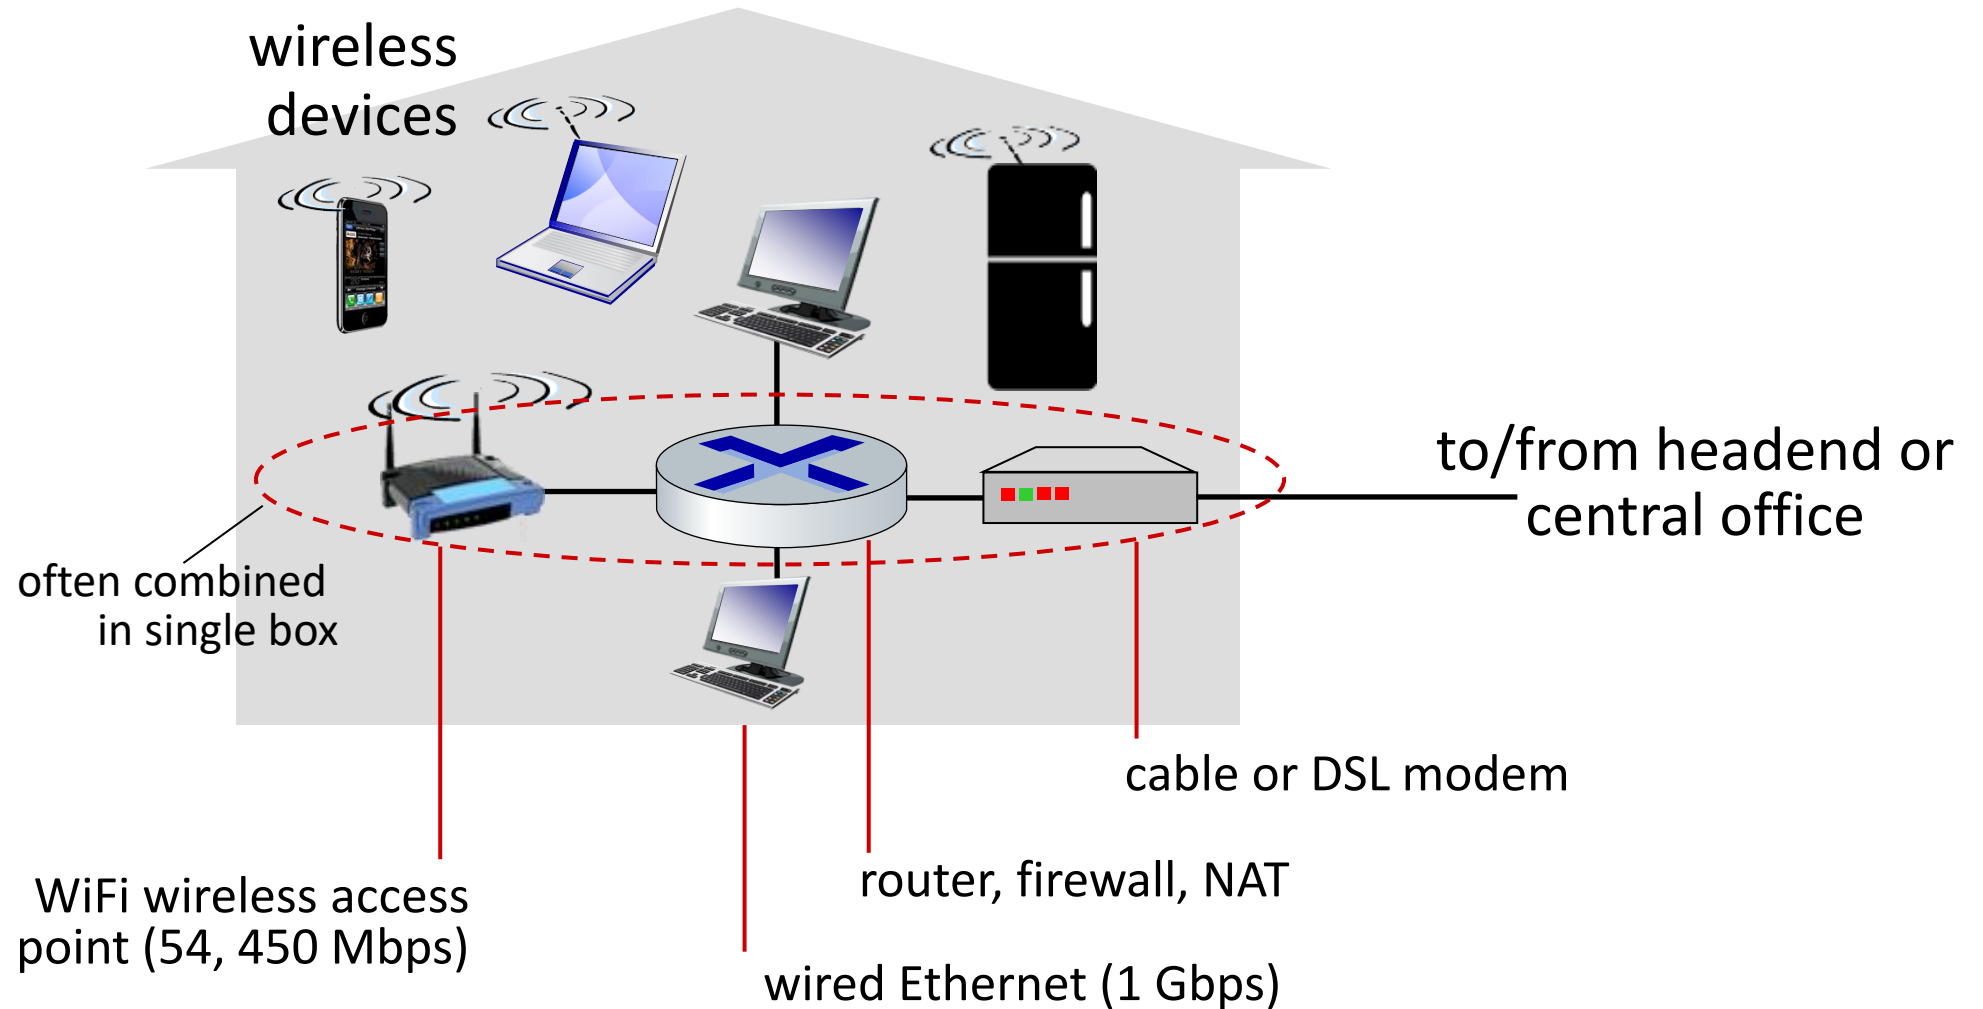 wireless
devices
to/from headend or
central office
often combined
in single box
cable or DSL modem
router, firewall, NAT
WiFi wireless access
point (54, 450 Mbps)
wired Ethernet (1 Gbps)